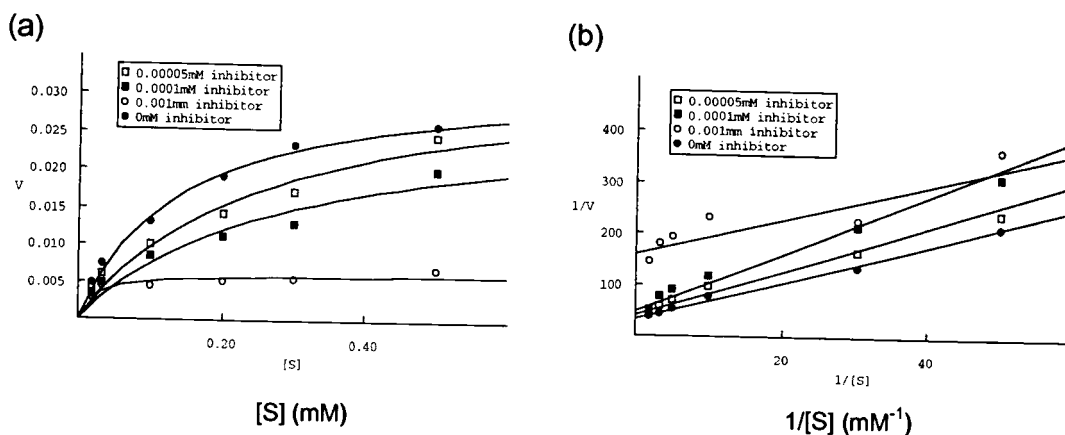 (a)
0.00005mM inhibitor
0.0001mM inhibitor
0.001mm inhibitor
0mM inhibitor
0.030
0.025
0.020
V
0.015
0.010
0.005
0.20
0.40
[S]
[S] (mM)
(b)
0.00005mM inhibitor
0.0001mM inhibitor
0.001mm inhibitor
0mM inhibitor
400
300
1/V
200
100
20
40
1/[S]
1/[S] (mM⁻¹)